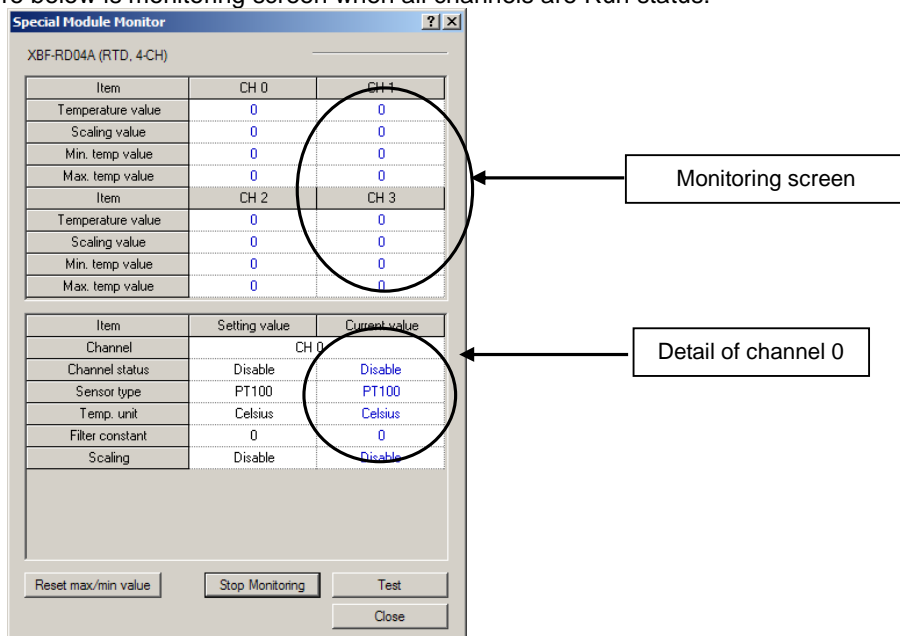 re below is monitoring screen when all channels are Run status.
Special Module Monitor
XBF-RD04A (RTD, 4-CH)
Item CH 0 CH 1
Temperature value 0 0
Scaling value 0 0
Min. temp value 0 0
Max. temp value 0 0
Item CH 2 CH 3
Temperature value 0 0
Scaling value 0 0
Min. temp value 0 0
Max. temp value 0 0
Monitoring screen
Item Setting value Current value
Channel CH 0
Channel status Disable Disable
Sensor type PT100 PT100
Temp. unit Celsius Celsius
Filter constant 0 0
Scaling Disable Disable
Detail of channel 0
Reset max/min value Stop Monitoring Test
Close